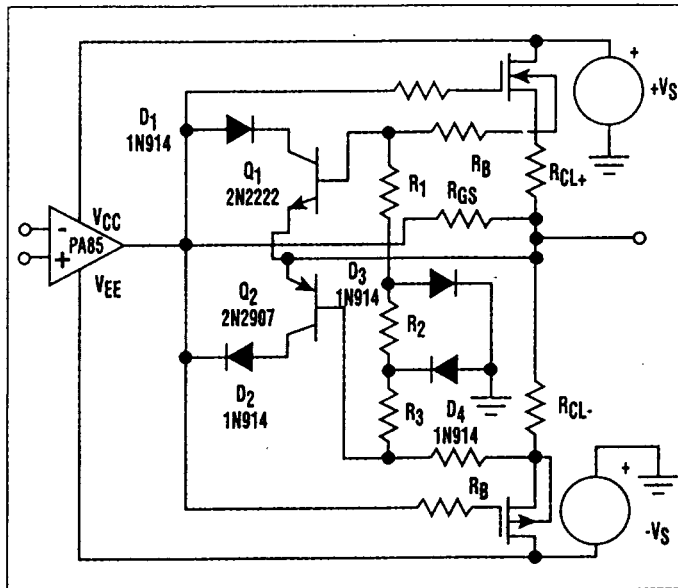 +
+VS
D1
1N914
Q1
2N2222
RB
RCL+
R1
RGS
VCC
-
PA85
+
VEE
D3
1N914
Q2
2N2907
R2
D2
1N914
R3
D4
1N914
RCL-
RB
+
-VS